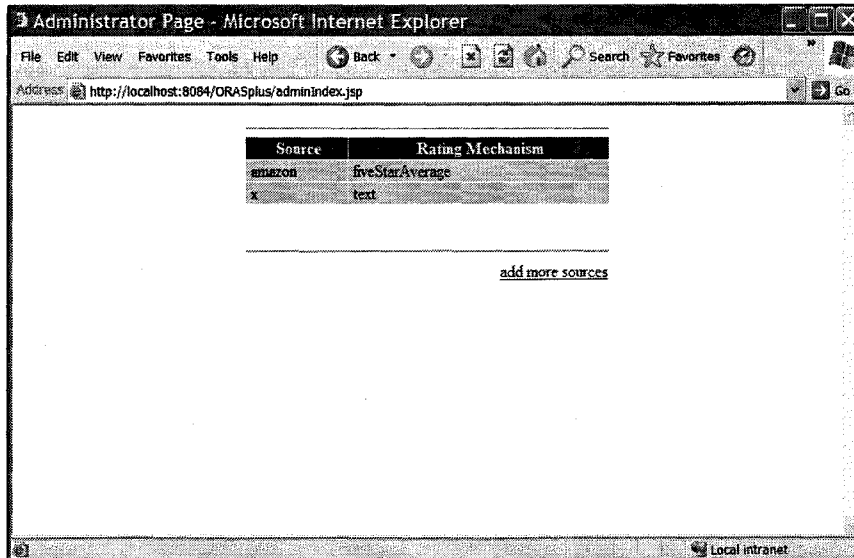 Administrator Page - Microsoft Internet Explorer
File Edit View Favorites Tools Help Back Search Favorites »
Address http://localhost:8084/ORASplus/adminIndex.jsp Go
Source Rating Mechanism
amazon fiveStarAverage
x text
add more sources
Local intranet